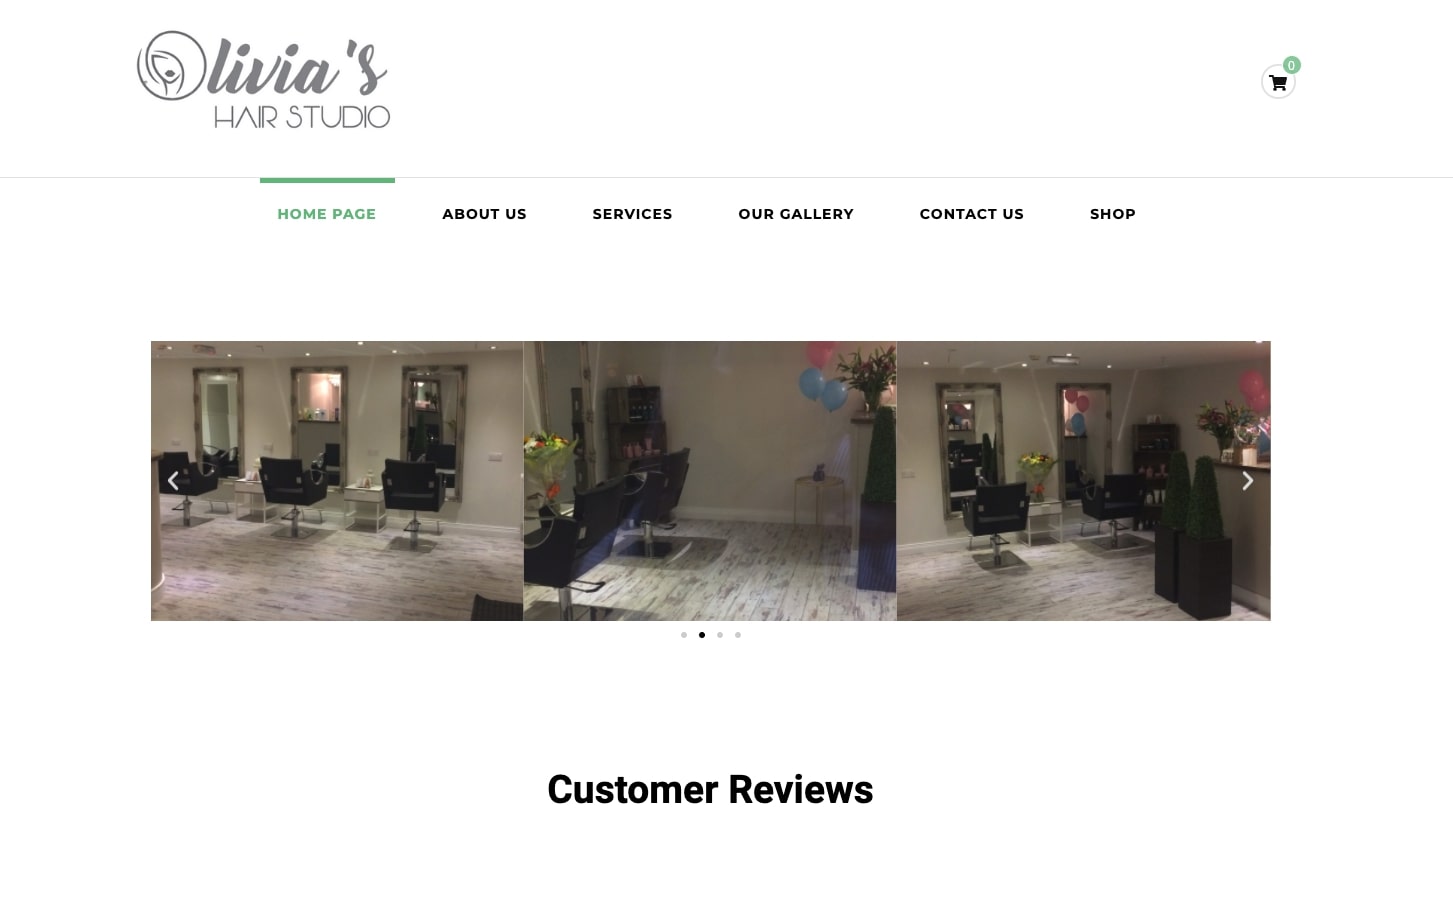 Olivia's
HAIR STUDIO
0
HOME PAGE
ABOUT US
SERVICES
OUR GALLERY
CONTACT US
SHOP
Customer Reviews